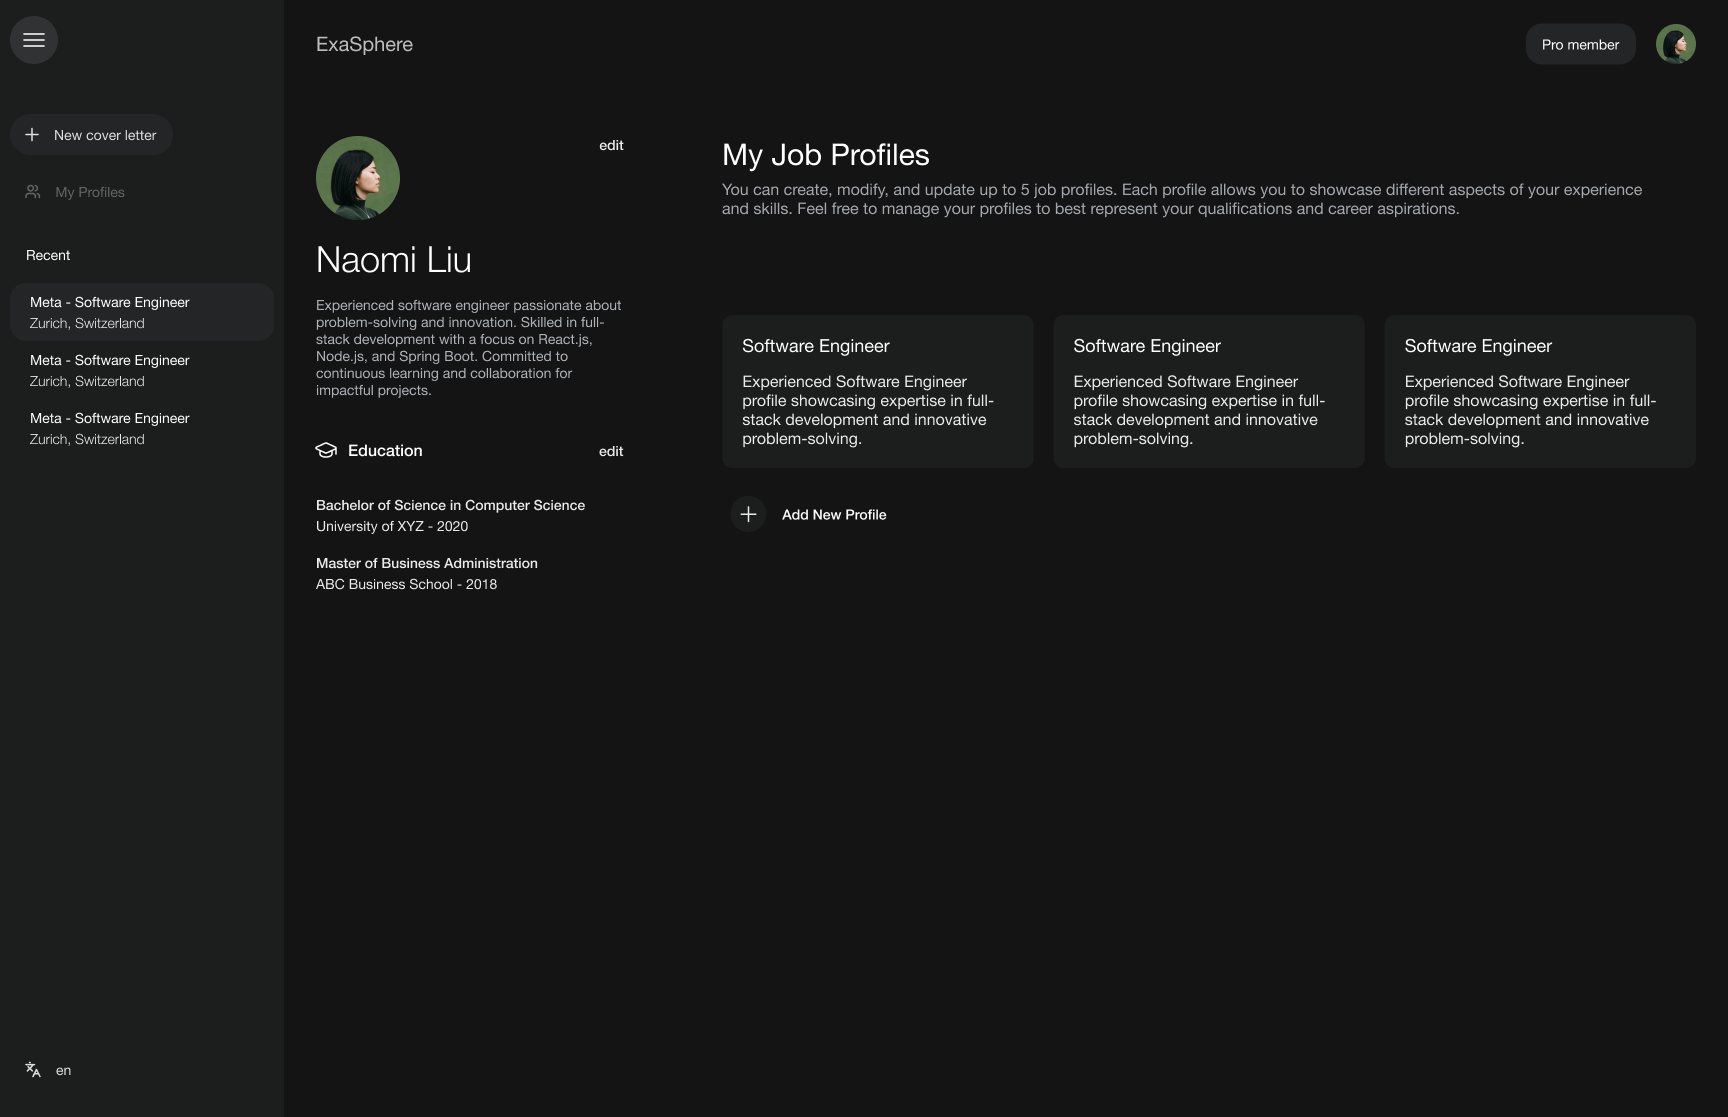 ExaSphere
Pro member
New cover letter
My Profiles
Recent
Meta - Software Engineer
Zurich, Switzerland
Meta - Software Engineer
Zurich, Switzerland
Meta - Software Engineer
Zurich, Switzerland
en
edit
Naomi Liu
Experienced software engineer passionate about
problem-solving and innovation. Skilled in full-
stack development with a focus on React.js,
Node.js, and Spring Boot. Committed to
continuous learning and collaboration for
impactful projects.
Education
edit
Bachelor of Science in Computer Science
University of XYZ - 2020
Master of Business Administration
ABC Business School - 2018
My Job Profiles
You can create, modify, and update up to 5 job profiles. Each profile allows you to showcase different aspects of your experience
and skills. Feel free to manage your profiles to best represent your qualifications and career aspirations.
Software Engineer
Experienced Software Engineer
profile showcasing expertise in full-
stack development and innovative
problem-solving.
Software Engineer
Experienced Software Engineer
profile showcasing expertise in full-
stack development and innovative
problem-solving.
Software Engineer
Experienced Software Engineer
profile showcasing expertise in full-
stack development and innovative
problem-solving.
Add New Profile